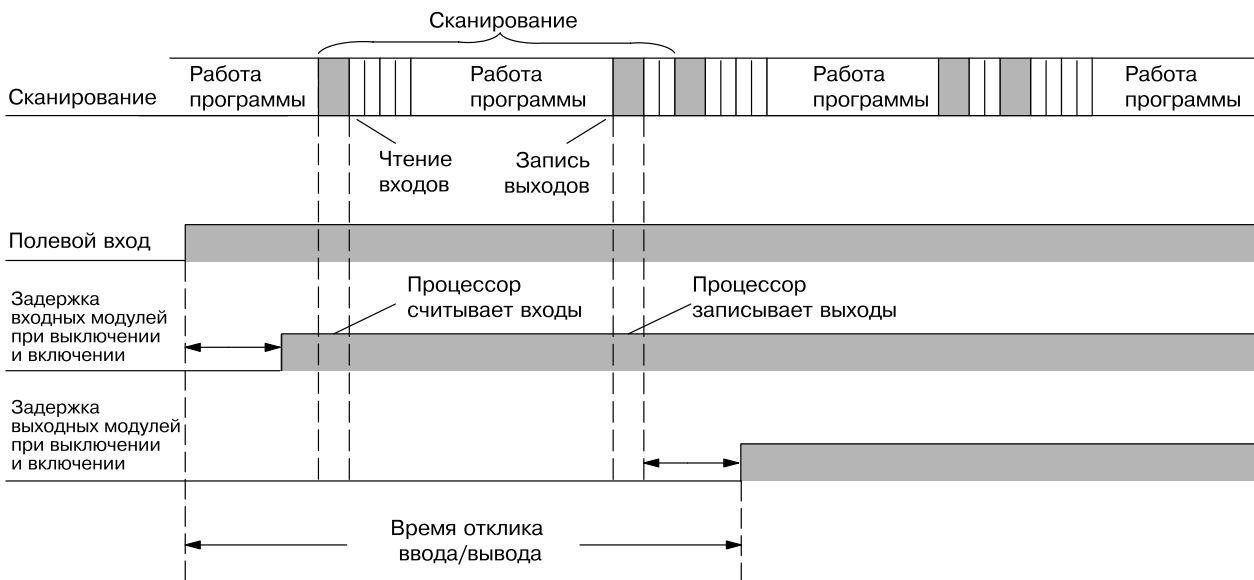 Сканирование
Сканирование
Работа
программы
Работа
программы
Работа
программы
Работа
программы
Чтение
входов
Запись
выходов
Полевой вход
Задержка
входных модулей
при выключении
и включении
Процессор
считывает входы
Процессор
записывает выходы
Задержка
выходных модулей
при выключении
и включении
Время отклика
ввода/вывода